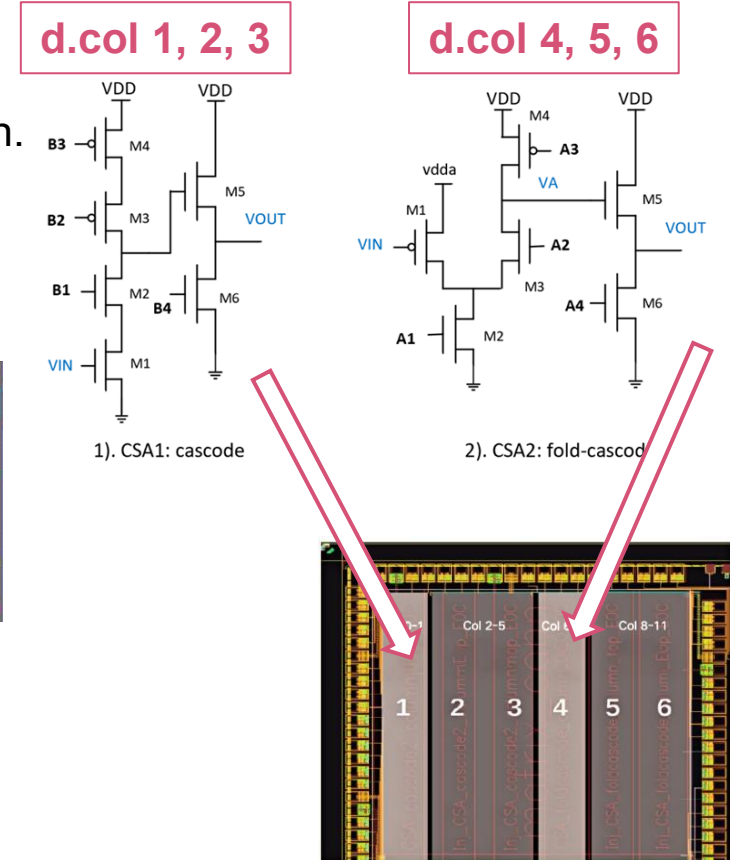 d.col 1, 2, 3
d.col 4, 5, 6
VDD
VDD
B3
M4
B2
M3
M5
VOUT
B1
M2
B4
M6
VIN
M1
1). CSA1: cascode
VDD
M4
VDD
A3
vdda
VA
M1
M5
VIN
A2
VOUT
M3
A4
M6
A1
M2
2). CSA2: fold-cascod
Col 2-5
Col 8-11
1
2
3
4
5
6